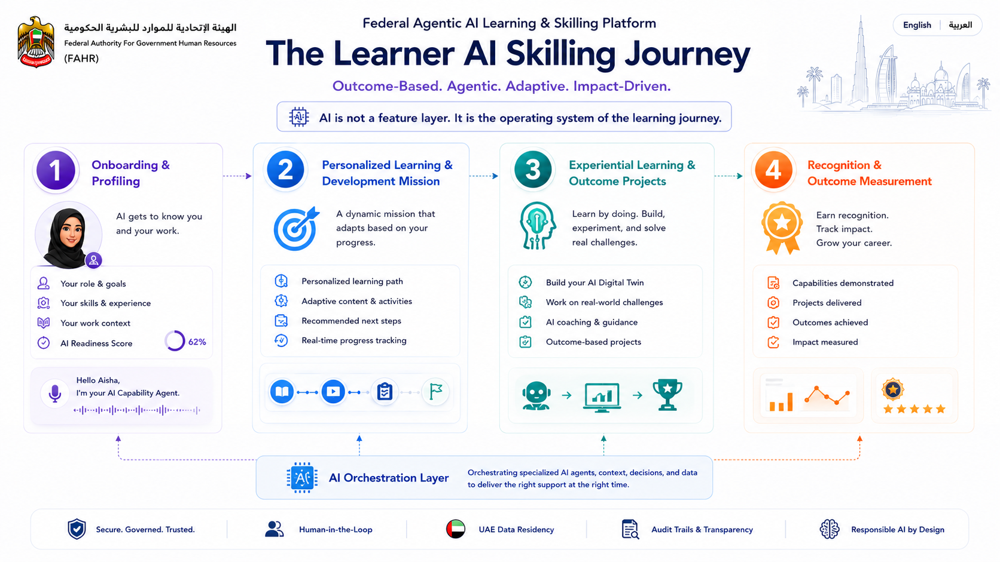 الهيئة الإتحادية للموارد للبشرية الحكومية
Federal Authority For Government Human Resources
(FAHR)
Federal Agentic AI Learning & Skilling Platform
The Learner AI Skilling Journey
Outcome-Based. Agentic. Adaptive. Impact-Driven.
AI is not a feature layer. It is the operating system of the learning journey.
English
العربية
1
Onboarding &
Profiling
AI gets to know you
and your work.
Your role & goals
Your skills & experience
Your work context
AI Readiness Score
62%
Hello Aisha,
I'm your AI Capability Agent.
2
Personalized Learning &
Development Mission
A dynamic mission that
adapts based on your
progress.
Personalized learning path
Adaptive content & activities
Recommended next steps
Real-time progress tracking
3
Experiential Learning &
Outcome Projects
Learn by doing. Build,
experiment, and solve
real challenges.
Build your AI Digital Twin
Work on real-world challenges
AI coaching & guidance
Outcome-based projects
4
Recognition &
Outcome Measurement
Earn recognition.
Track impact.
Grow your career.
Capabilities demonstrated
Projects delivered
Outcomes achieved
Impact measured
AI Orchestration Layer
Orchestrating specialized AI agents, context, decisions, and data
to deliver the right support at the right time.
Secure. Governed. Trusted.
Human-in-the-Loop
UAE Data Residency
Audit Trails & Transparency
Responsible AI by Design